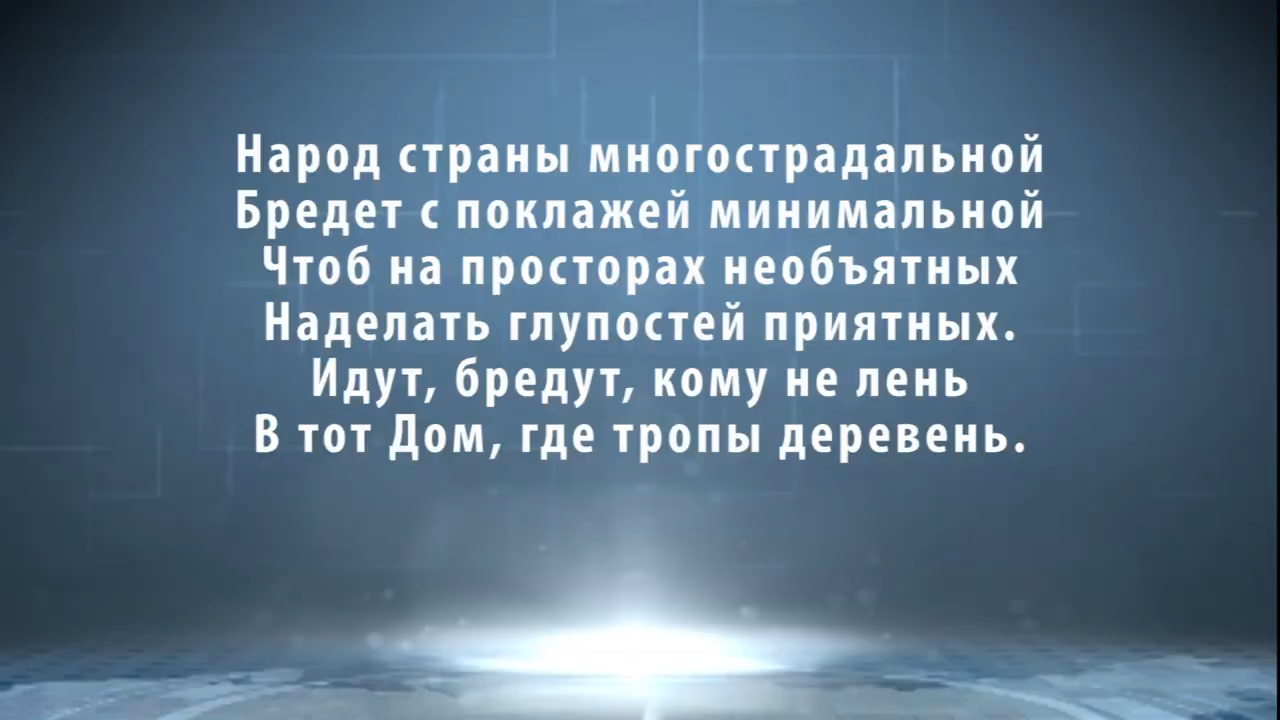 Народ страны многострадальной
Бредет с поклажей минимальной
Чтоб на просторах необъятных
Наделать глупостей приятных.
Идут, бредут, кому не лень
В тот Дом, где тропы деревень.